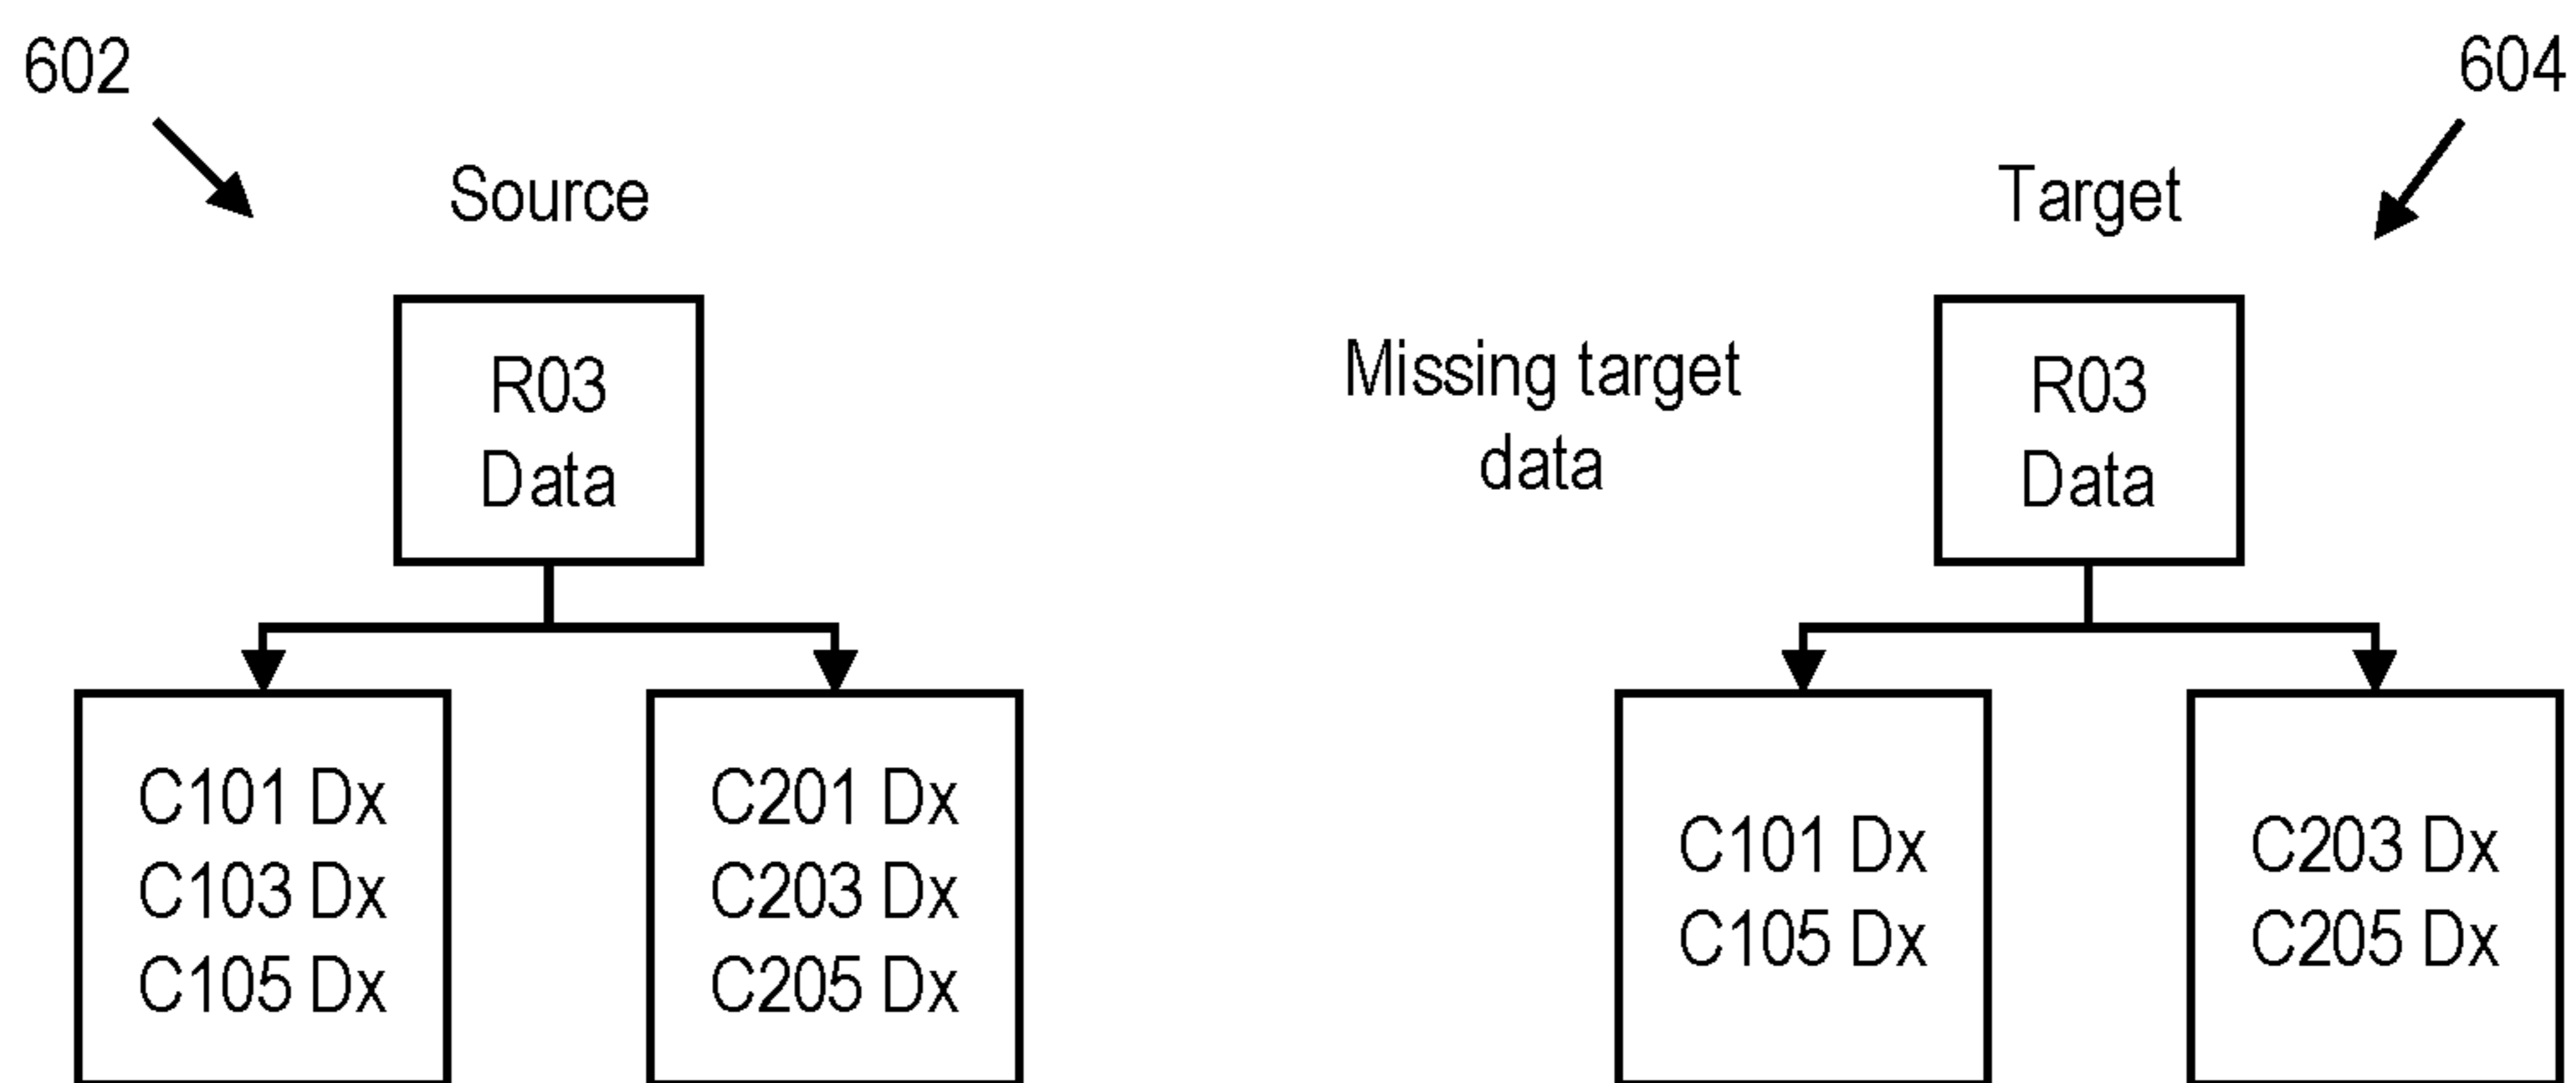 602
604
Source
Target
R03
Data
Missing target
data
R03
Data
C101 Dx
C103 Dx
C105 Dx
C201 Dx
C203 Dx
C205 Dx
C101 Dx
C105 Dx
C203 Dx
C205 Dx